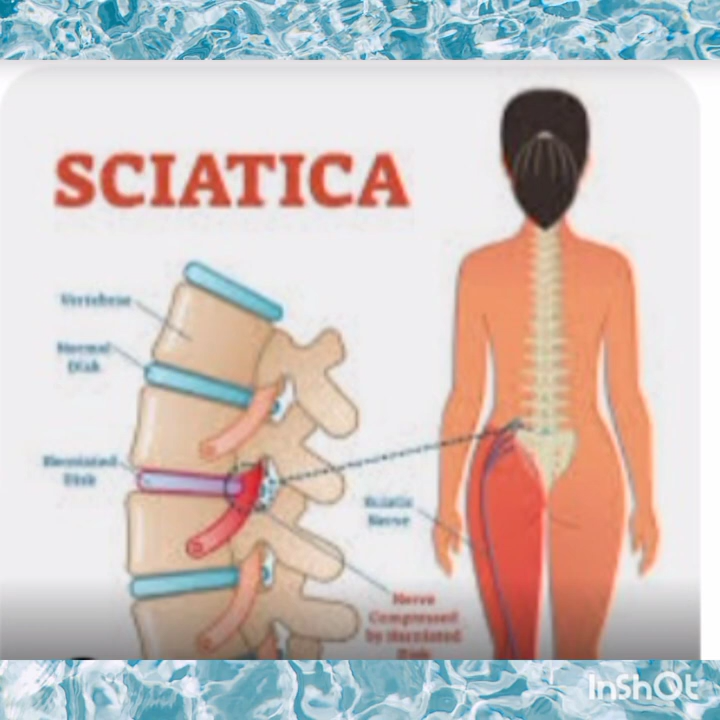 SCIATICA
Vertebrae
Normal
Disk
Herniated
Disk
Sciatic
Nerve
Nerve
Compressed
by Herniated
Disk
InShOt